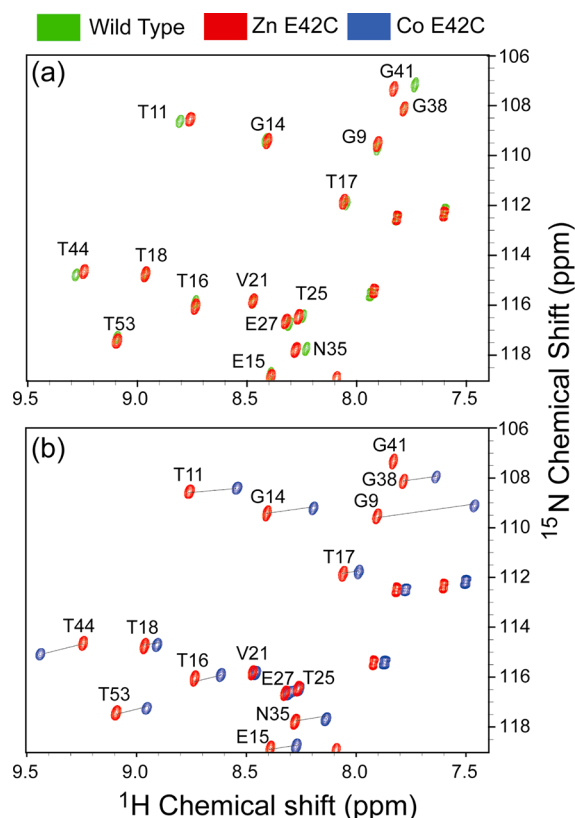 Wild Type Zn E42C Co E42C
(a)
G41
G38
T11
G14
G9
T17
T44
T18
T16
V21
T25
E27
T53
N35
E15
106
108
110
112
114
116
118
9.5 9.0 8.5 8.0 7.5
(b)
G41
T11
G38
G14
G9
T17
T44
T18
V21
T16
E27 T25
T53
N35
E15
106
108
110
112
114
116
118
9.5 9.0 8.5 8.0 7.5
¹H Chemical shift (ppm)
¹⁵N Chemical Shift (ppm)